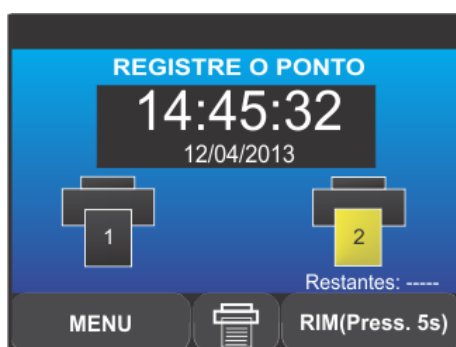 REGISTRE O PONTO
14:45:32
12/04/2013
1
2
Restantes: -----
MENU
RIM(Press. 5s)